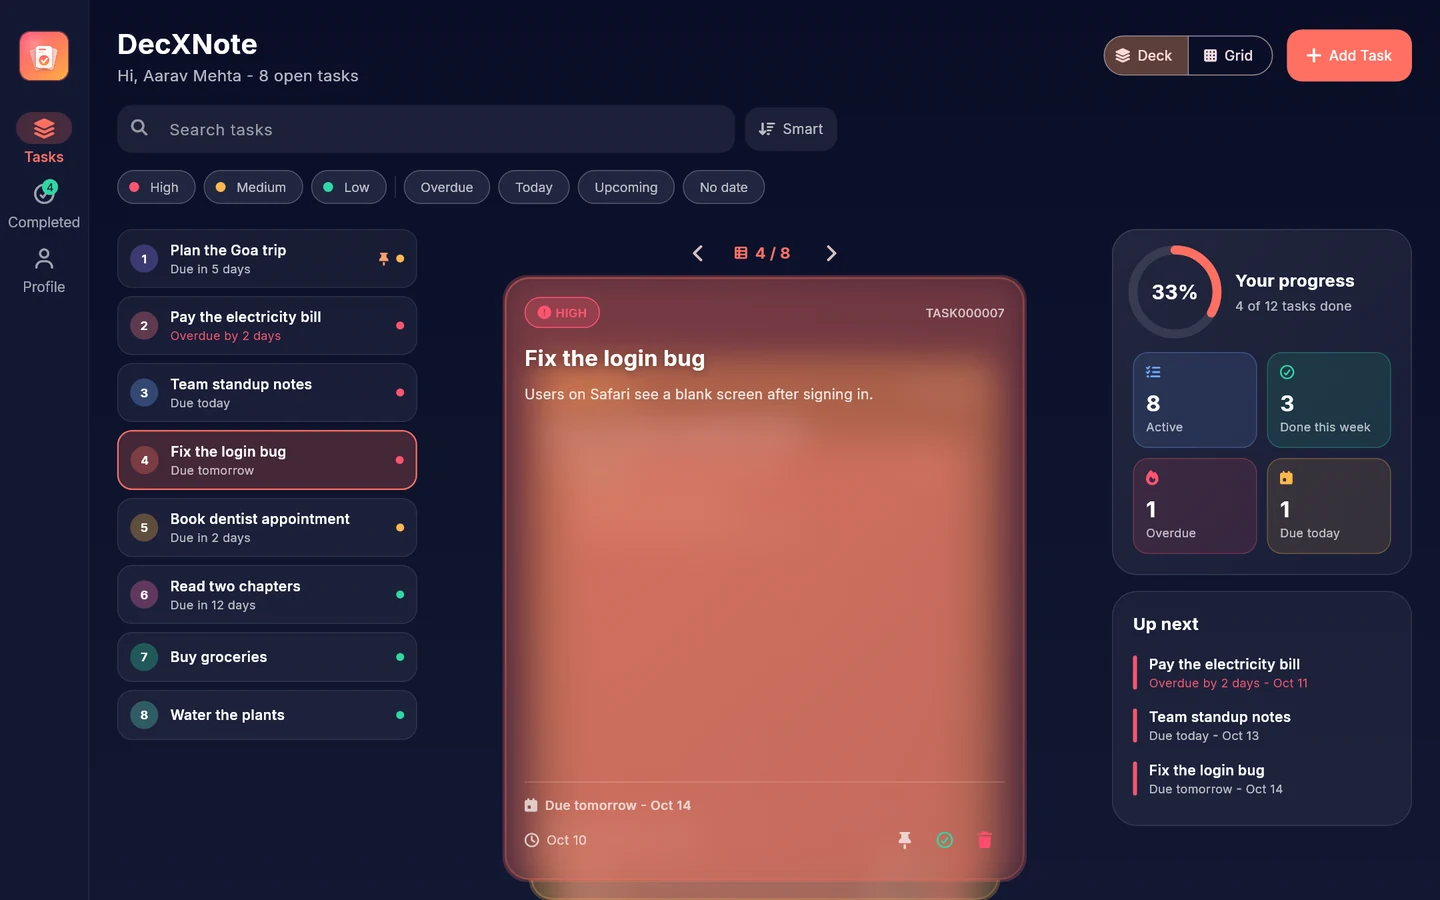 DecXNote
Hi, Aarav Mehta - 8 open tasks
Deck
Grid
Add Task
Tasks
4
Completed
Profile
Search tasks
Smart
High
Medium
Low
Overdue
Today
Upcoming
No date
1
Plan the Goa trip
Due in 5 days
2
Pay the electricity bill
Overdue by 2 days
3
Team standup notes
Due today
4
Fix the login bug
Due tomorrow
5
Book dentist appointment
Due in 2 days
6
Read two chapters
Due in 12 days
7
Buy groceries
8
Water the plants
4 / 8
HIGH
TASK000007
Fix the login bug
Users on Safari see a blank screen after signing in.
Due tomorrow - Oct 14
Oct 10
33%
Your progress
4 of 12 tasks done
8
Active
3
Done this week
1
Overdue
1
Due today
Up next
Pay the electricity bill
Overdue by 2 days - Oct 11
Team standup notes
Due today - Oct 13
Fix the login bug
Due tomorrow - Oct 14